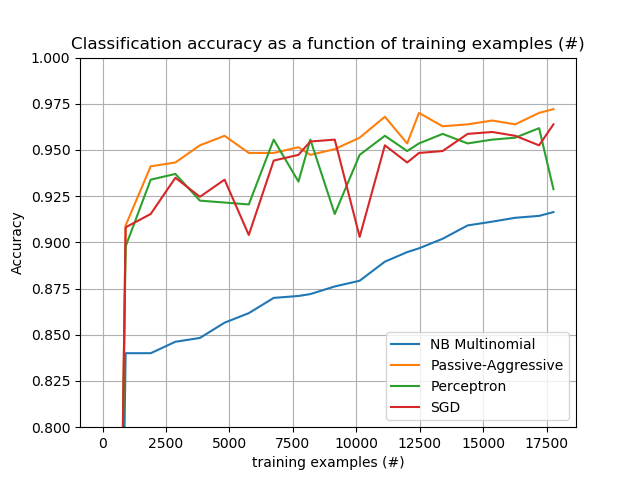 Classification accuracy as a function of training examples (#)
1.000
0.975
0.950
0.925
0.900
0.875
0.850
0.825
0.800
Accuracy
NB Multinomial
Passive-Aggressive
Perceptron
SGD
0 2500 5000 7500 10000 12500 15000 17500
training examples (#)